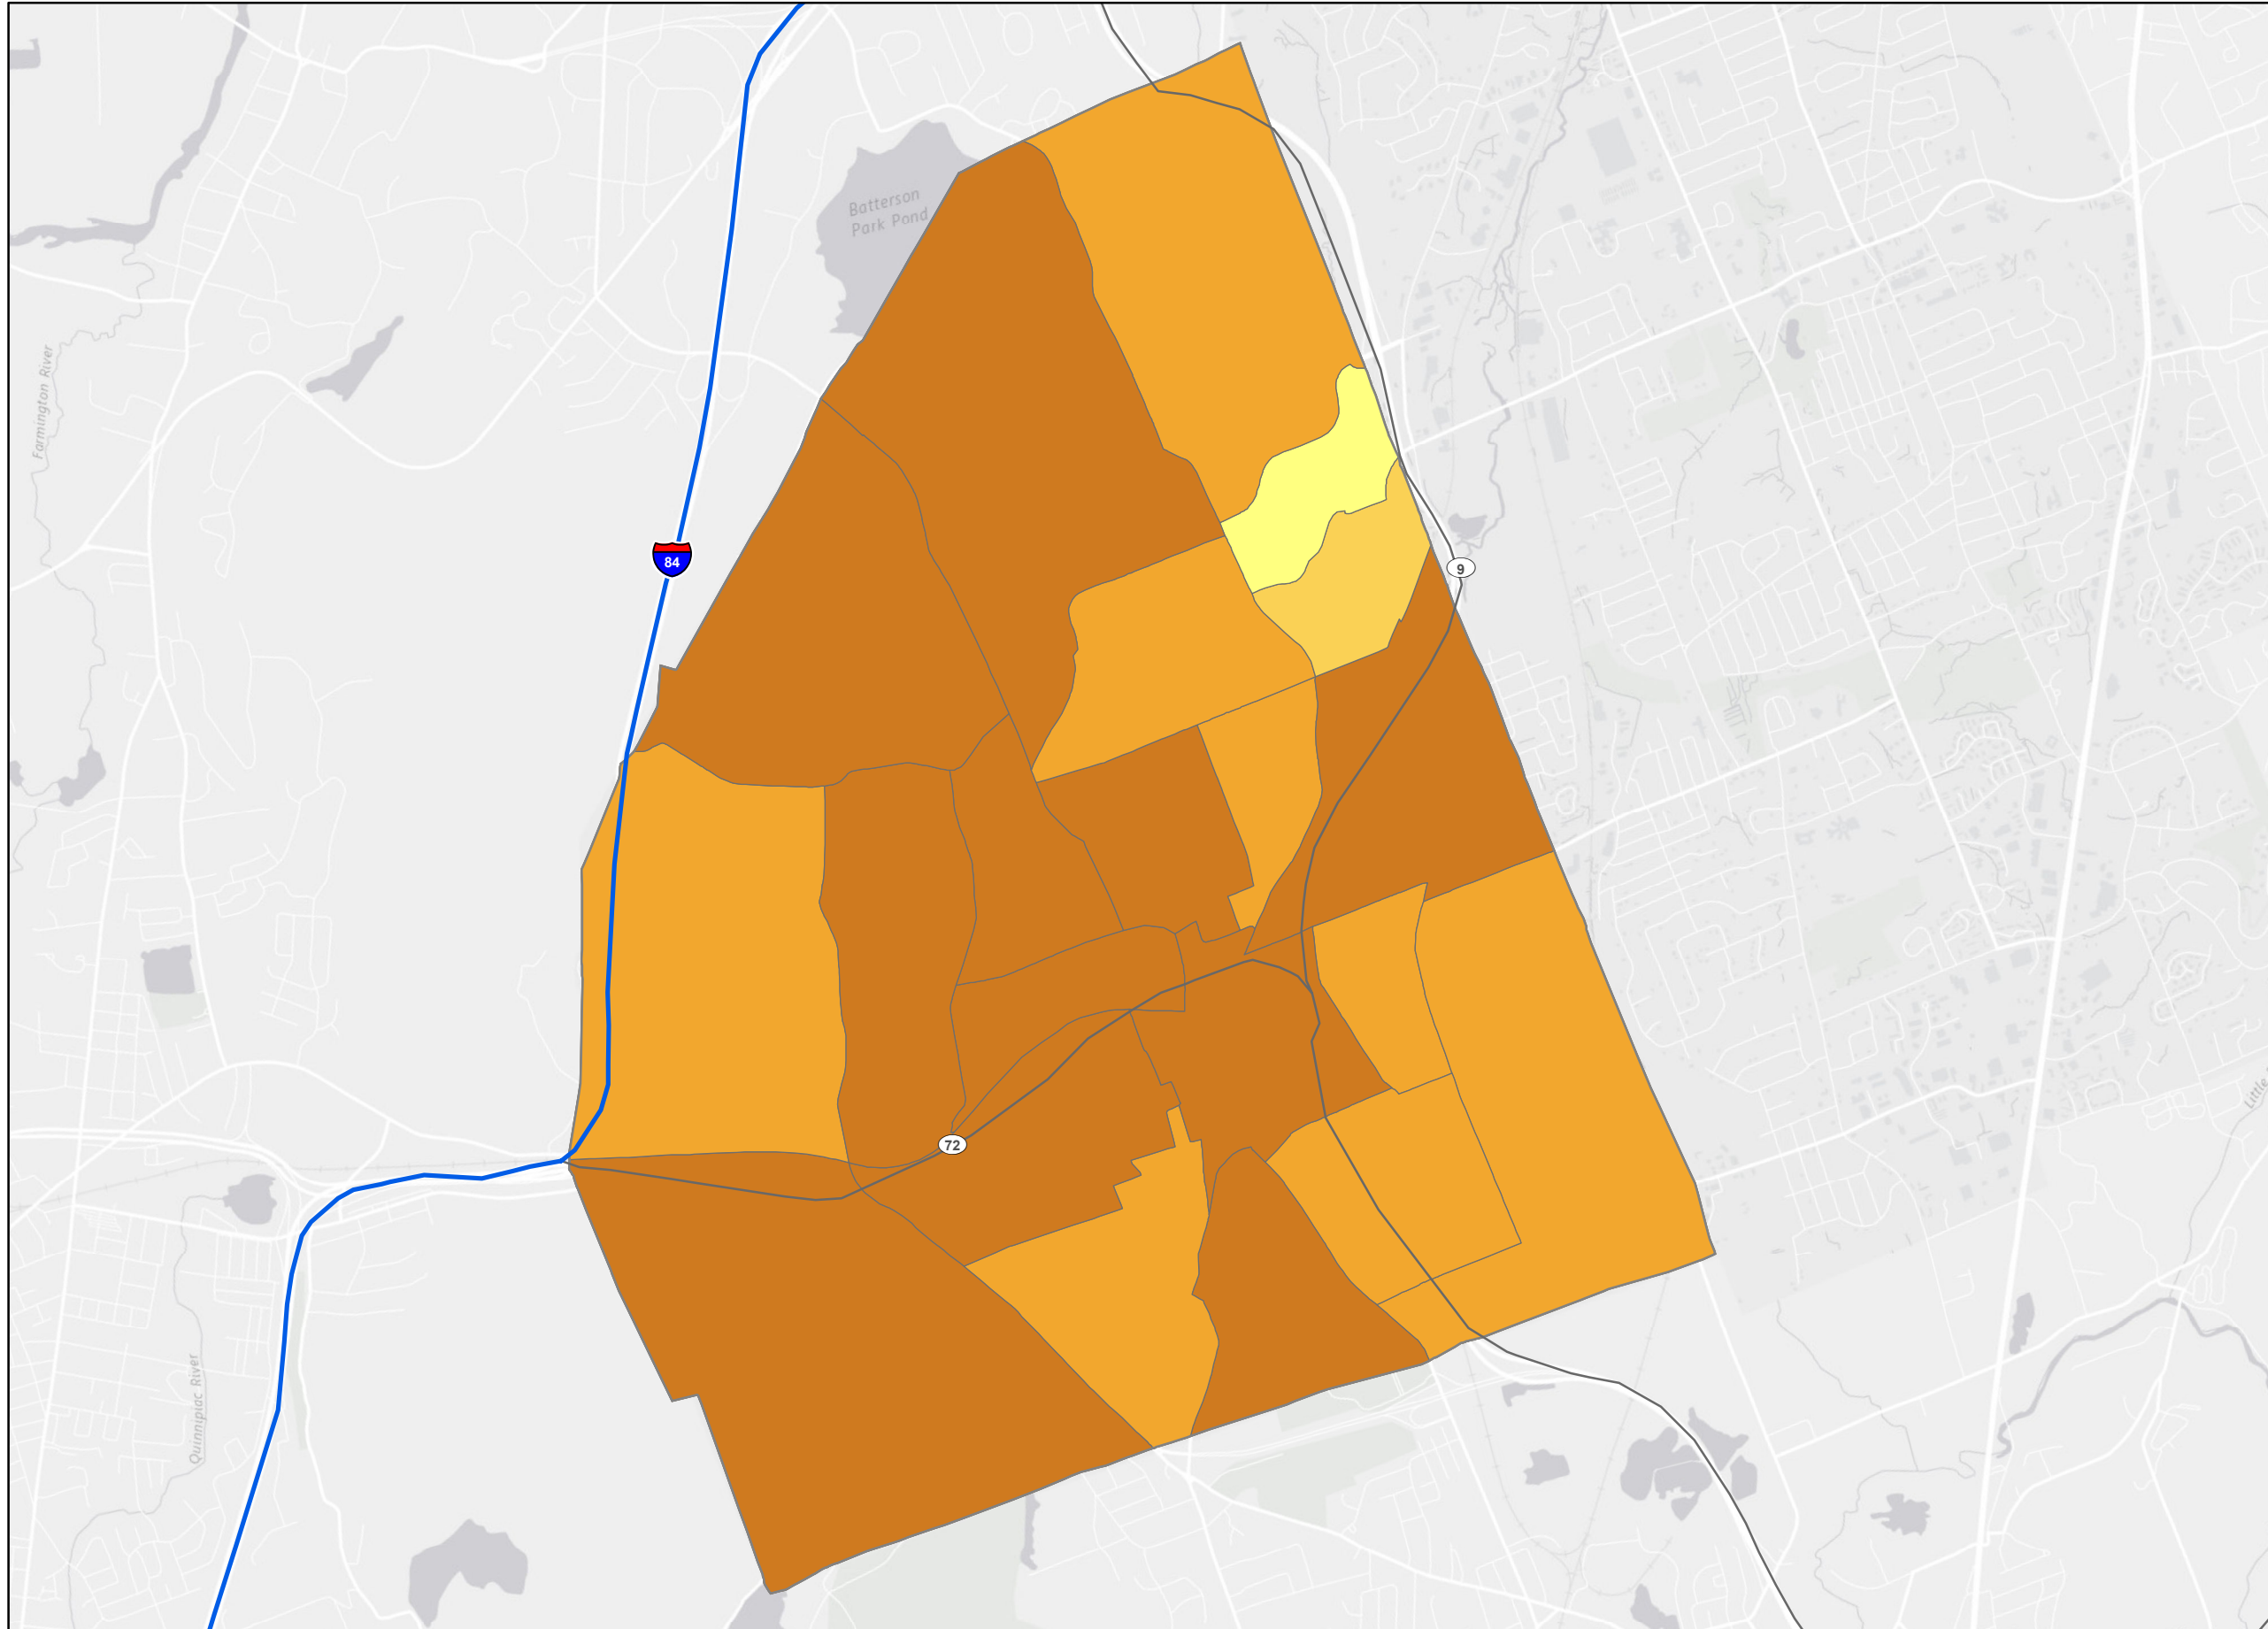 Batterson
Park Pond
Farmington River
84
9
72
Quinnipiac River
Little